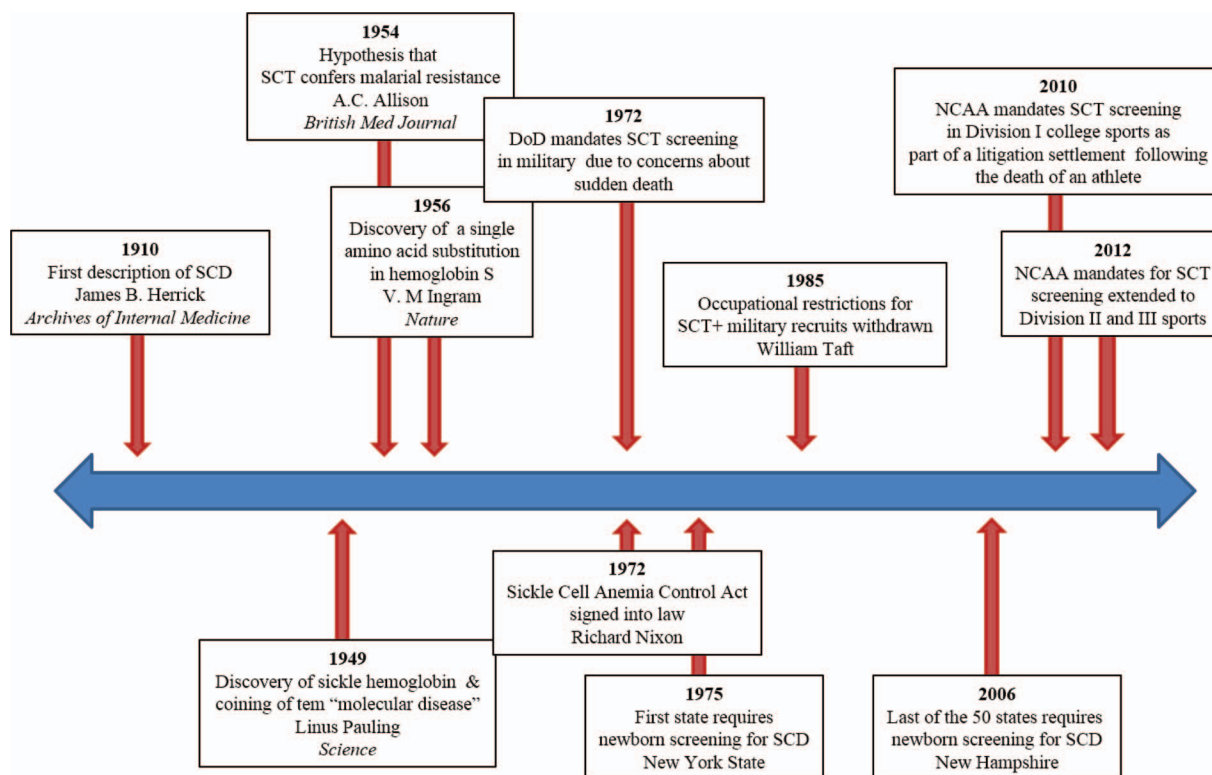 1954
Hypothesis that
SCT confers malarial resistance
A.C. Allison
British Med Journal
1972
DoD mandates SCT screening
in military due to concerns about
sudden death
2010
NCAA mandates SCT screening
in Division I college sports as
part of a litigation settlement following
the death of an athlete
1910
First description of SCD
James B. Herrick
Archives of Internal Medicine
1956
Discovery of a single
amino acid substitution
in hemoglobin S
V. M Ingram
Nature
1985
Occupational restrictions for
SCT+ military recruits withdrawn
William Taft
2012
NCAA mandates for SCT
screening extended to
Division II and III sports
1949
Discovery of sickle hemoglobin &
coining of tem “molecular disease”
Linus Pauling
Science
1972
Sickle Cell Anemia Control Act
signed into law
Richard Nixon
1975
First state requires
newborn screening for SCD
New York State
2006
Last of the 50 states requires
newborn screening for SCD
New Hampshire